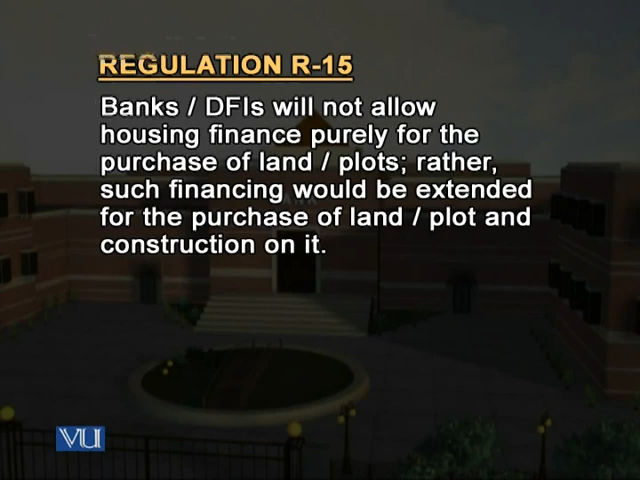 REGULATION R-15
Banks / DFIs will not allow
housing finance purely for the
purchase of land / plots; rather,
such financing would be extended
for the purchase of land / plot and
construction on it.
VU